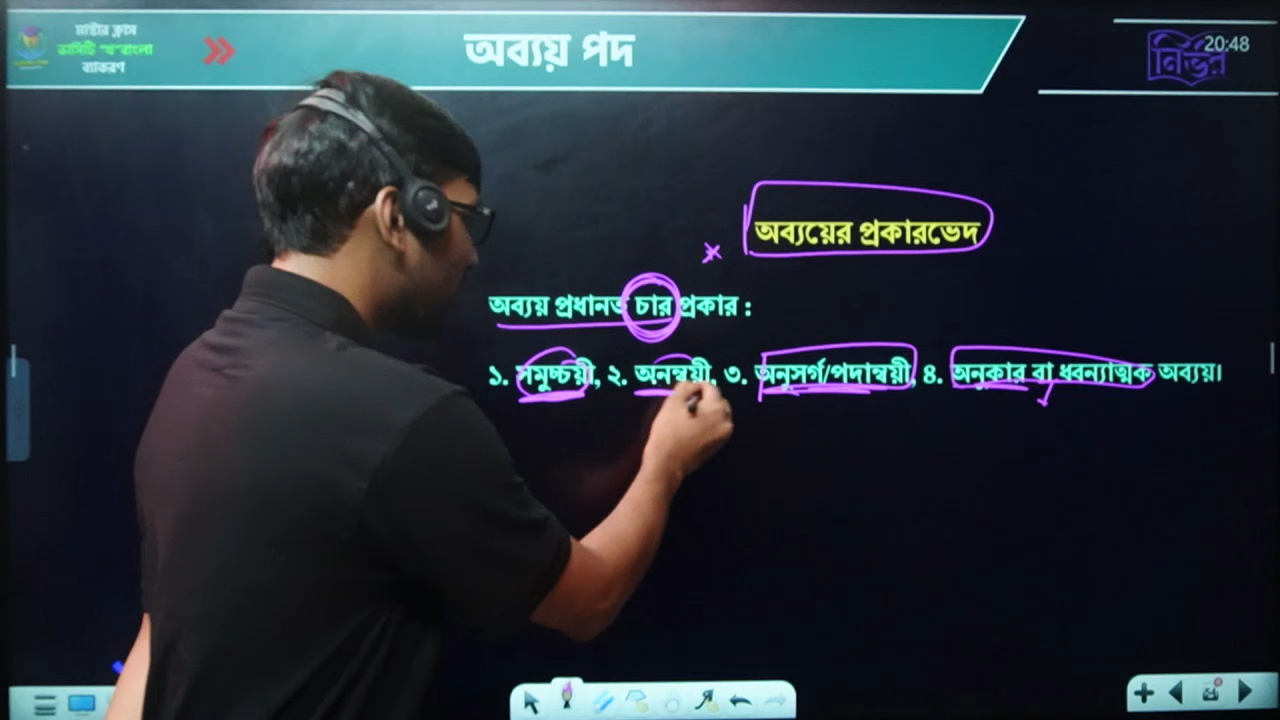 মাস্টার ক্লাস
ভার্সিটি "খ" বাংলা
ব্যাকরণ
অব্যয় পদ
20:48
নির্ভর
অব্যয়ের প্রকারভেদ
অব্যয় প্রধানত চার প্রকার :
১. সমুচ্চয়ী, ২. অনন্বয়ী, ৩. অনুসর্গ/পদান্বয়ী, ৪. অনুকার বা ধ্বন্যাত্মক অব্যয়।